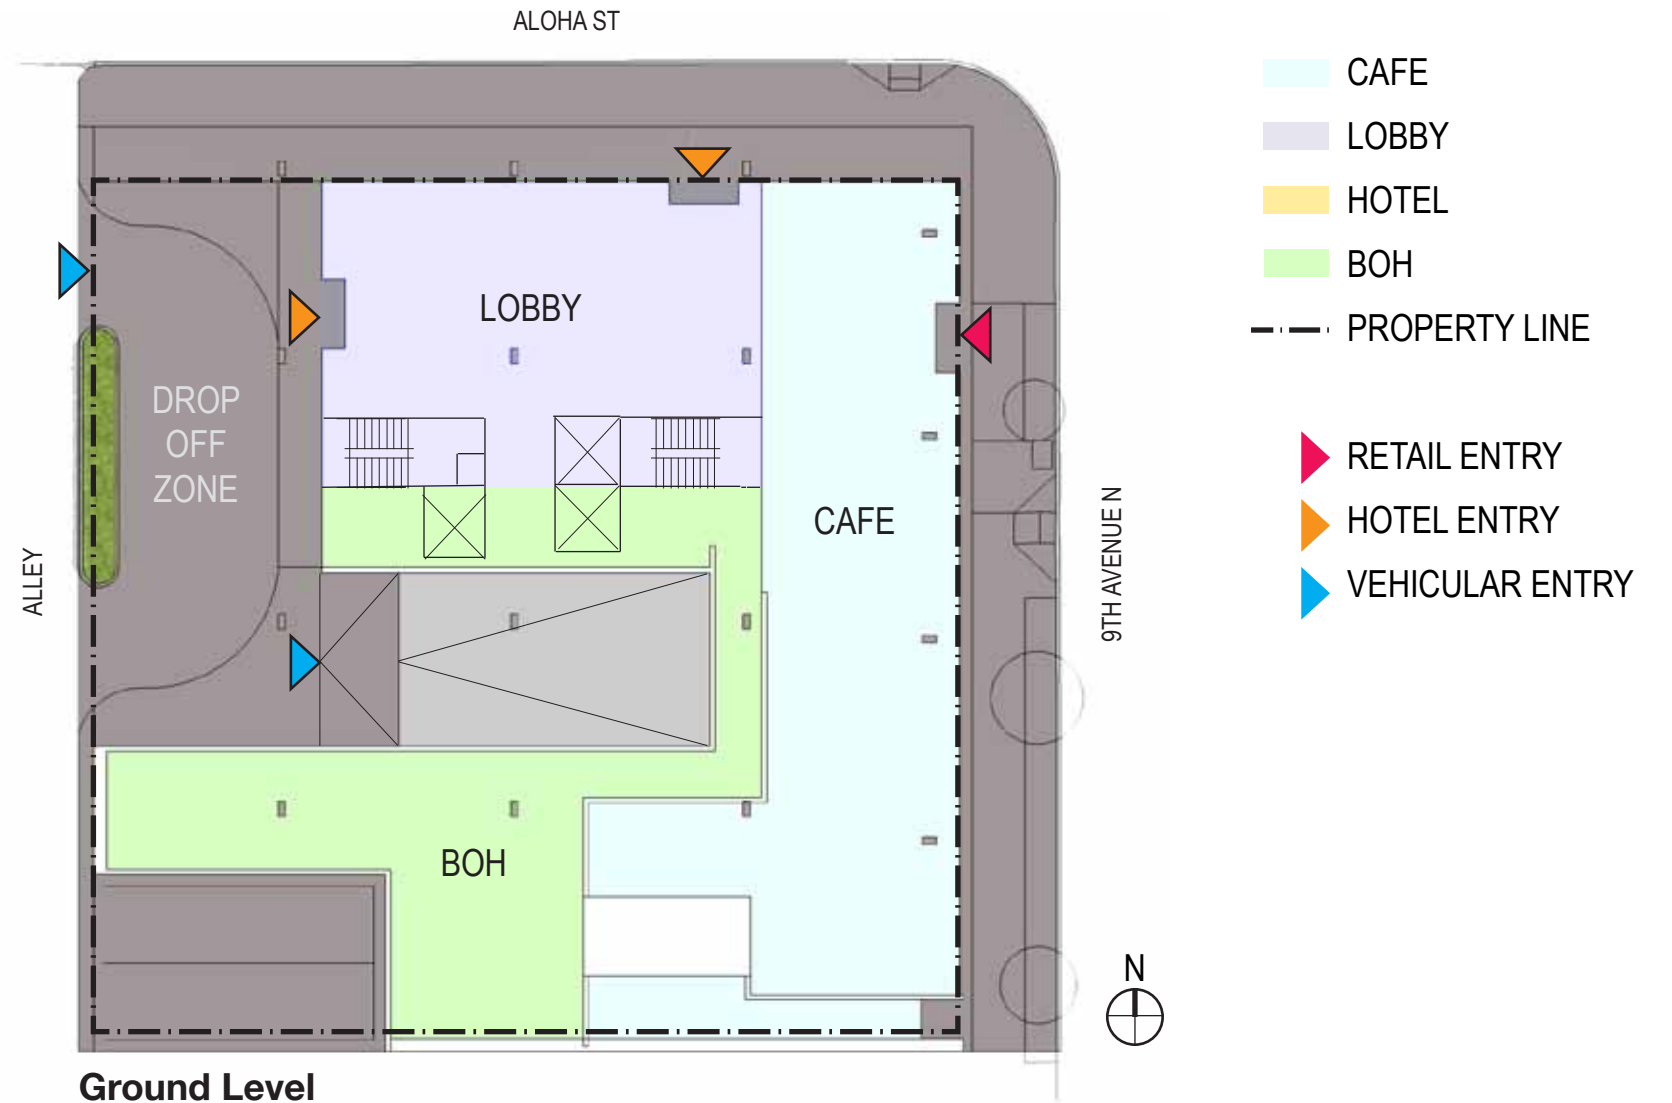 ALOHA ST
CAFE
LOBBY
HOTEL
BOH
PROPERTY LINE
RETAIL ENTRY
HOTEL ENTRY
VEHICULAR ENTRY
LOBBY
DROP
OFF
ZONE
CAFE
ALLEY
9TH AVENUE N
BOH
N
Ground Level